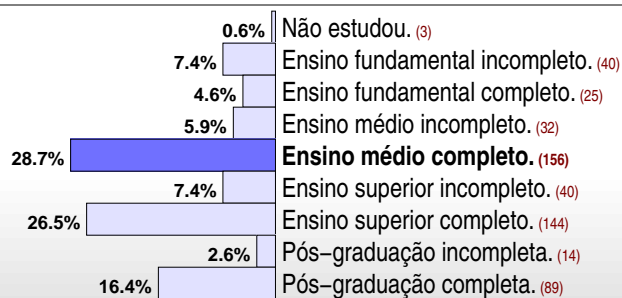 0.6% Não estudou. (3)
7.4% Ensino fundamental incompleto. (40)
4.6% Ensino fundamental completo. (25)
5.9% Ensino médio incompleto. (32)
28.7% Ensino médio completo. (156)
7.4% Ensino superior incompleto. (40)
26.5% Ensino superior completo. (144)
2.6% Pós−graduação incompleta. (14)
16.4% Pós−graduação completa. (89)